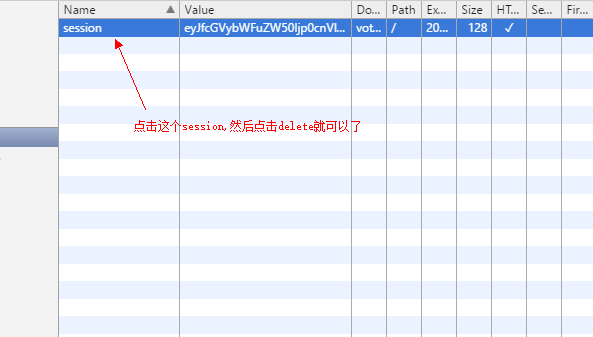 Name Value Do... Path Ex... Size HT... Se... Fir...
session eyJfcGVybWFuZW50Ijp0cnVl... vot... / 20... 128 ✓
点击这个session,然后点击delete就可以了